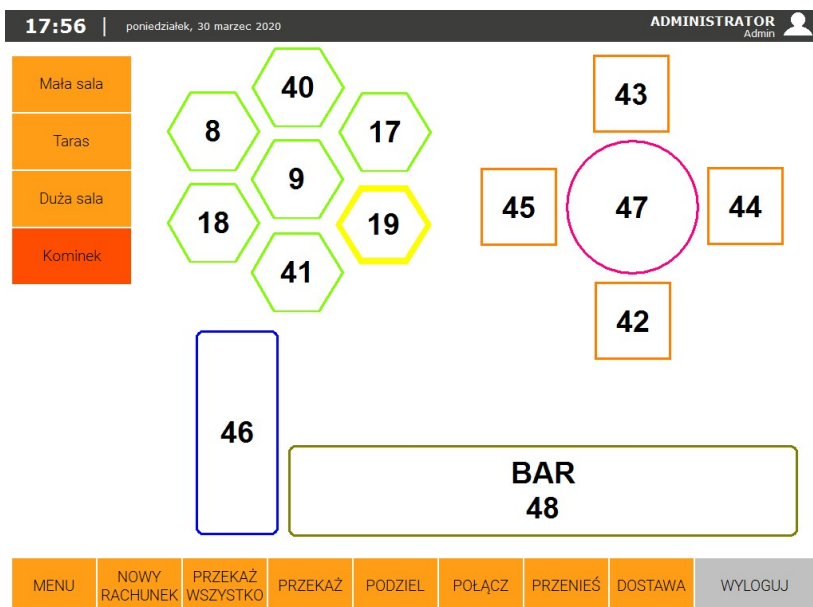 17:56 | poniedziałek, 30 marzec 2020
ADMINISTRATOR
Admin
Mała sala
Taras
Duża sala
Kominek
40
8
17
9
18
19
41
43
45
47
44
42
46
BAR
48
MENU
NOWY
RACHUNEK
PRZEKAŻ
WSZYSTKO
PRZEKAŻ
PODZIEL
POŁĄCZ
PRZENIEŚ
DOSTAWA
WYLOGUJ